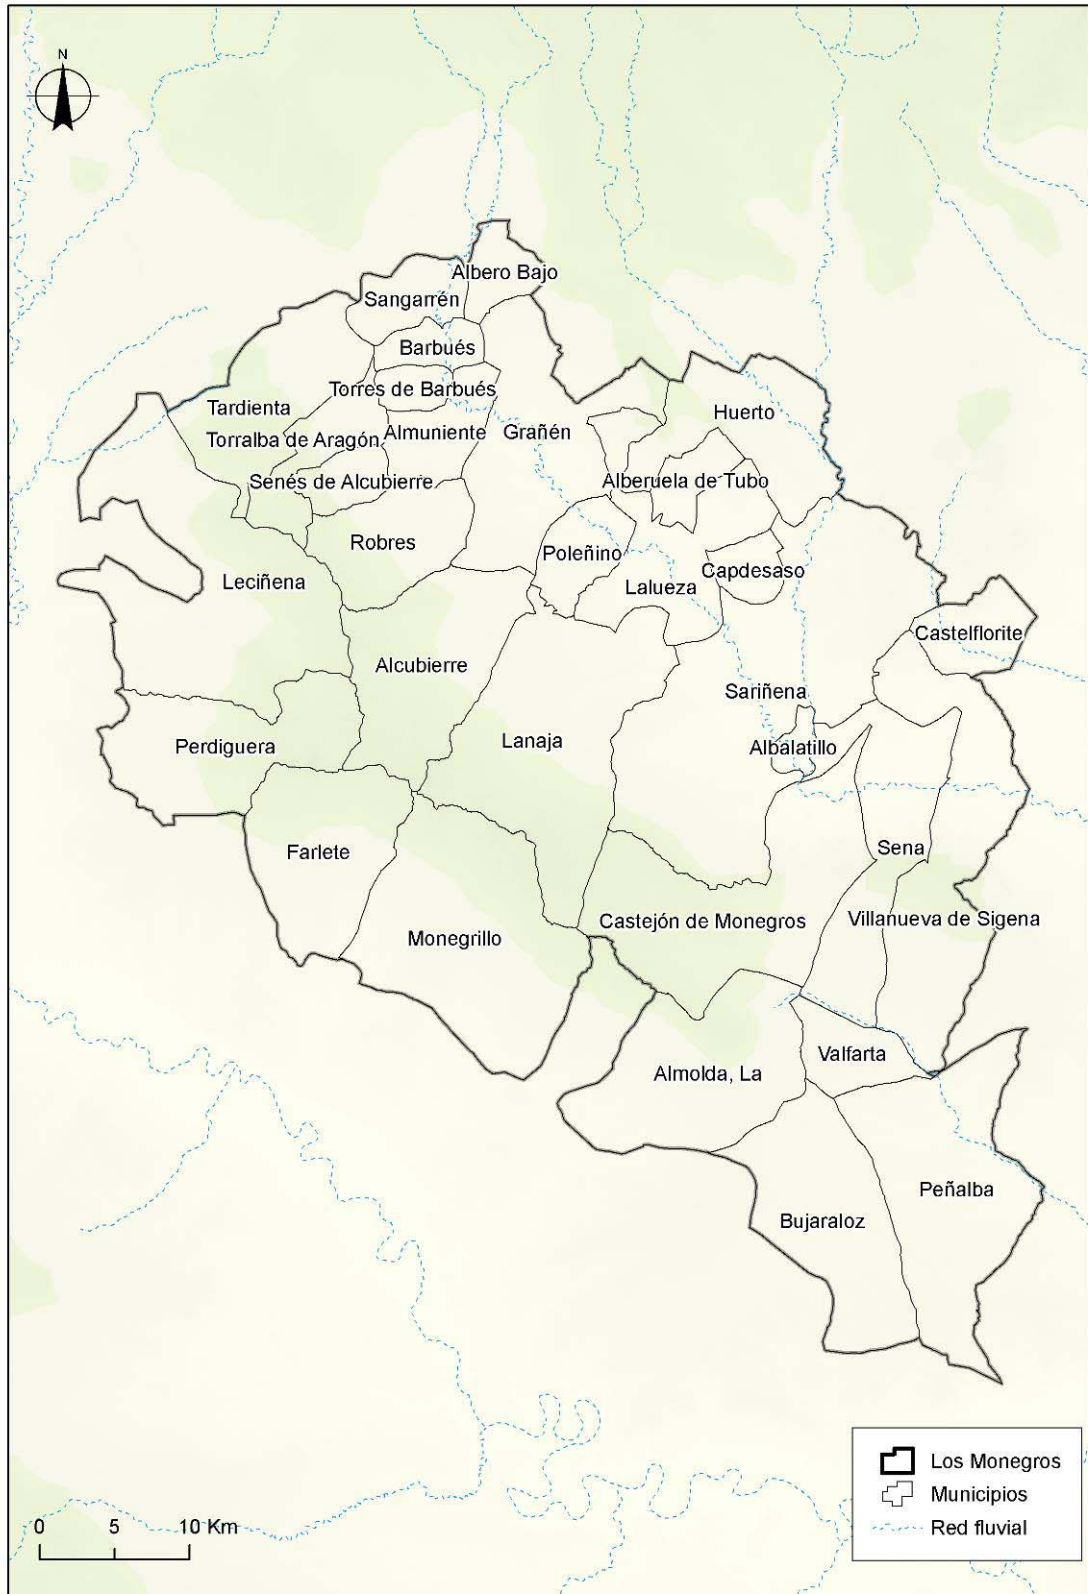 N
Albero Bajo
Sangarrén
Barbués
Torres de Barbués
Tardienta
Huerto
Torralba de Aragón
Almuniente
Grañén
Senés de Alcubierre
Alberuela de Tubo
Robres
Poleñino
Capdesaso
Leciñena
Lalueza
Castelflorite
Alcubierre
Sariñena
Perdiguera
Lanaja
Albalatillo
Farlete
Sena
Castejón de Monegros
Villanueva de Sigena
Monegrillo
Valfarta
Almolda, La
Peñalba
Bujaraloz
Los Monegros
Municipios
Red fluvial
0 5 10 Km